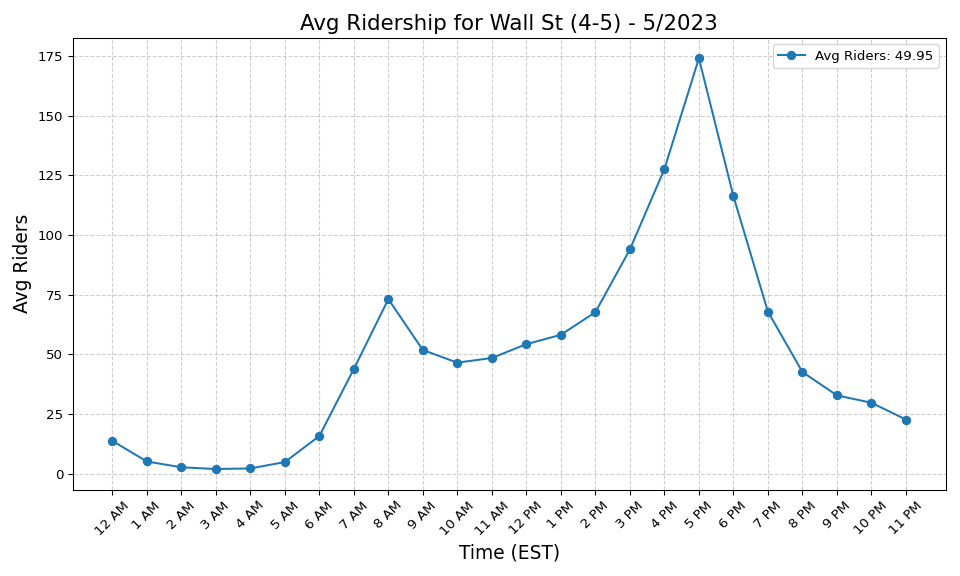 Avg Ridership for Wall St (4-5) - 5/2023
Avg Riders: 49.95
Avg Riders
175
150
125
100
75
50
25
0
12 AM
1 AM
2 AM
3 AM
4 AM
5 AM
6 AM
7 AM
8 AM
9 AM
10 AM
11 AM
12 PM
1 PM
2 PM
3 PM
4 PM
5 PM
6 PM
7 PM
8 PM
9 PM
10 PM
11 PM
Time (EST)